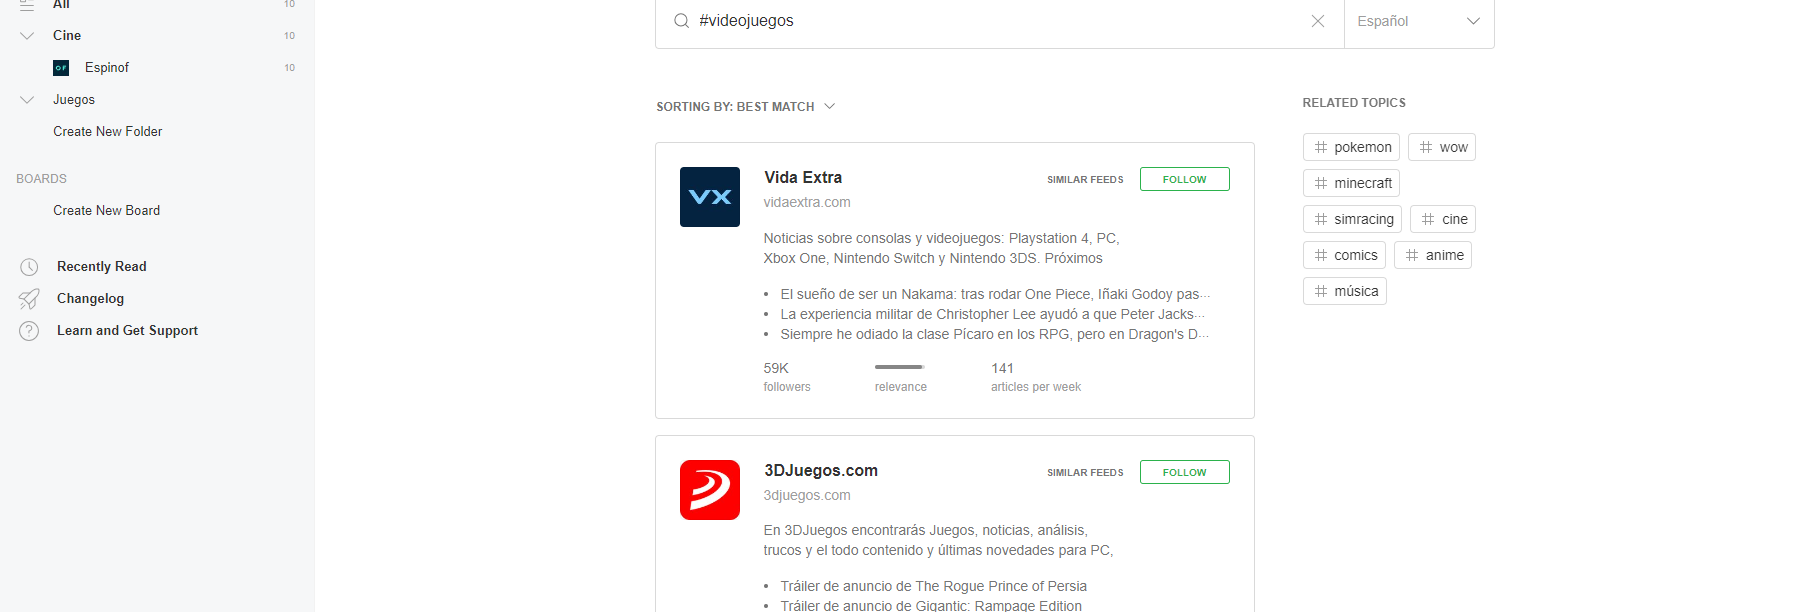 All 10
Cine 10
OF Espinof 10
Juegos
Create New Folder
BOARDS
Create New Board
Recently Read
Changelog
Learn and Get Support
#videojuegos
Español
SORTING BY: BEST MATCH
VX
Vida Extra
SIMILAR FEEDS
FOLLOW
vidaextra.com
Noticias sobre consolas y videojuegos: Playstation 4, PC,
Xbox One, Nintendo Switch y Nintendo 3DS. Próximos
• El sueño de ser un Nakama: tras rodar One Piece, Iñaki Godoy pas...
• La experiencia militar de Christopher Lee ayudó a que Peter Jacks...
• Siempre he odiado la clase Pícaro en los RPG, pero en Dragon's D...
59K
followers
relevance
141
articles per week
3DJuegos.com
SIMILAR FEEDS
FOLLOW
3djuegos.com
En 3DJuegos encontrarás Juegos, noticias, análisis,
trucos y el todo contenido y últimas novedades para PC,
• Tráiler de anuncio de The Rogue Prince of Persia
• Tráiler de anuncio de Gigantic: Rampage Edition
RELATED TOPICS
# pokemon # wow
# minecraft
# simracing # cine
# comics # anime
# música